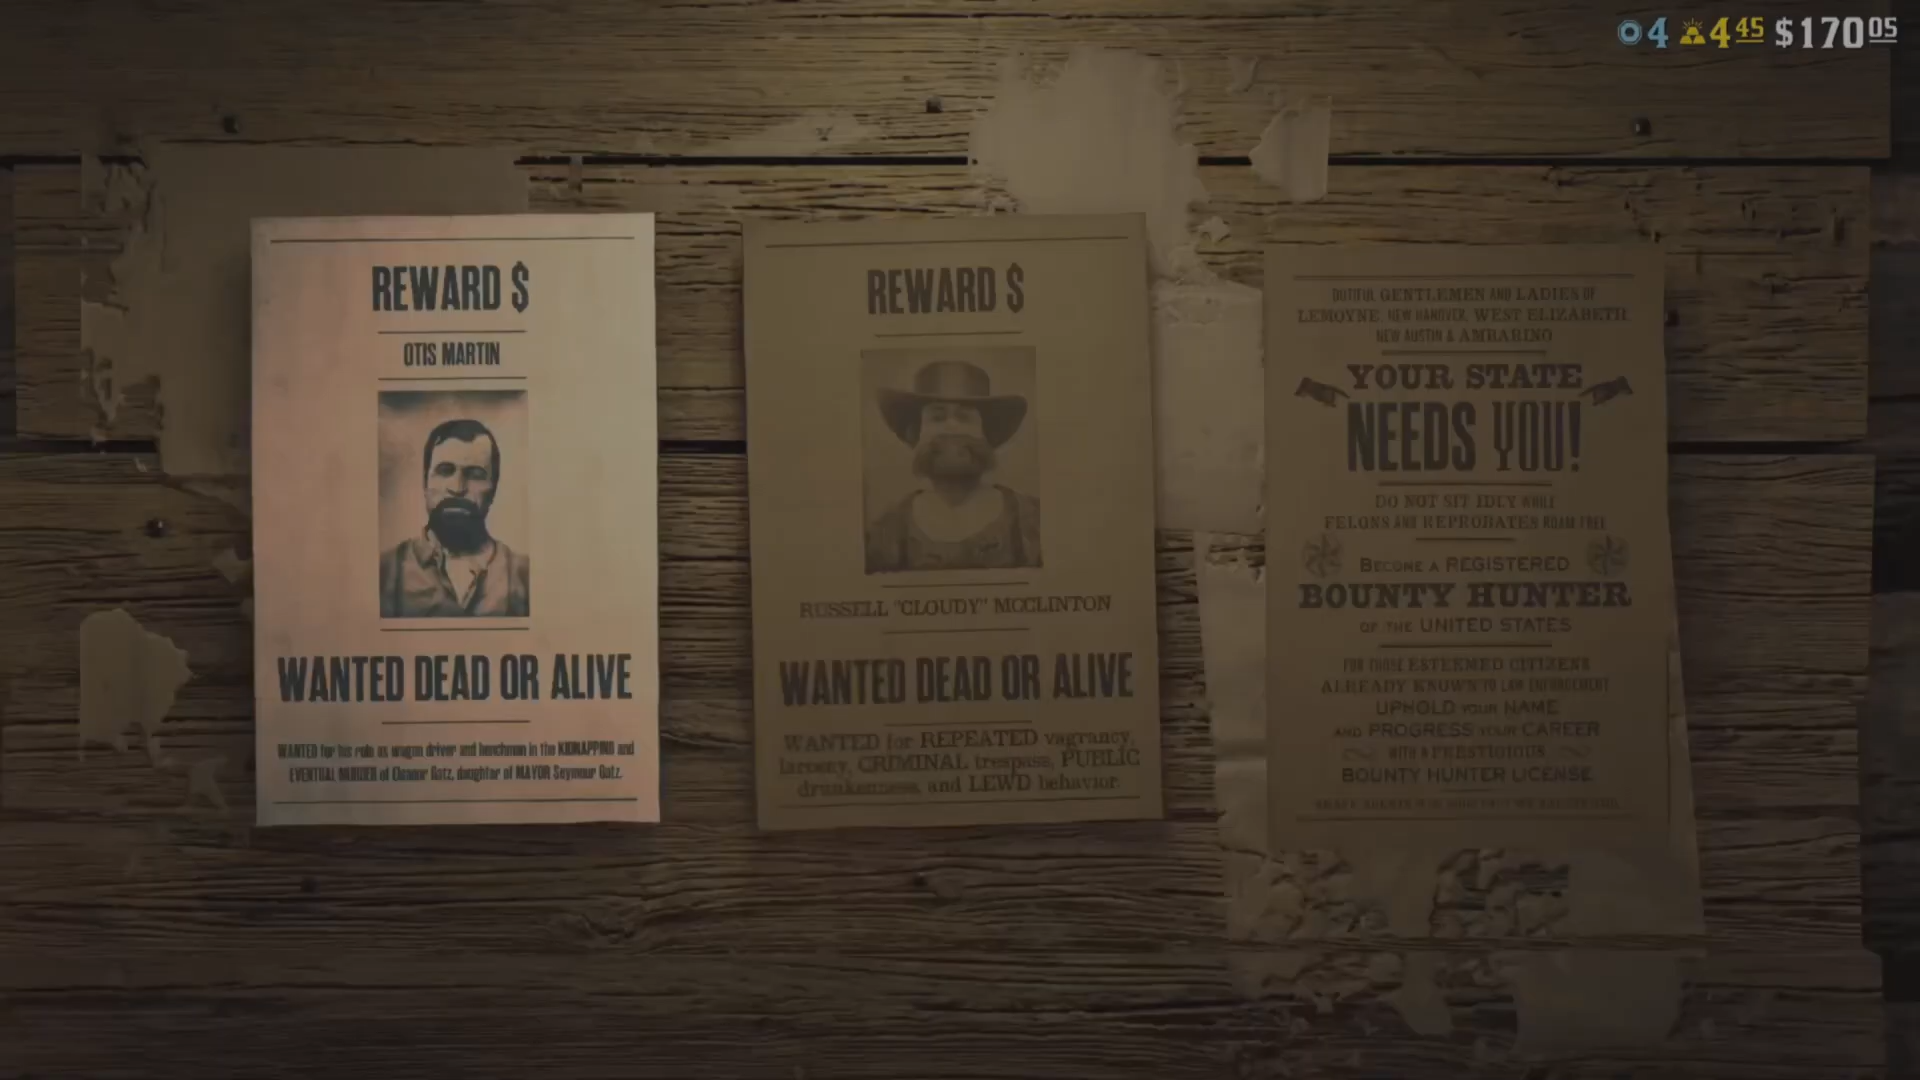 4 4 45 $170 05
REWARD $
OTIS MARTIN
WANTED DEAD OR ALIVE
WANTED for his role as wagon driver and henchman in the KIDNAPPING and
EVENTUAL MURDER of Eleanor Gatz, daughter of MAYOR Seymour Gatz.
REWARD $
RUSSELL "CLOUDY" MCCLINTON
WANTED DEAD OR ALIVE
WANTED for REPEATED vagrancy,
larceny, CRIMINAL trespass, PUBLIC
drunkenness, and LEWD behavior.
DUTIFUL GENTLEMEN AND LADIES OF
LEMOYNE, NEW HANOVER, WEST ELIZABETH,
NEW AUSTIN & AMBARINO
YOUR STATE
NEEDS YOU!
DO NOT SIT IDLY WHILE
FELONS AND REPROBATES ROAM FREE
BECOME A REGISTERED
BOUNTY HUNTER
OF THE UNITED STATES
FOR THOSE ESTEEMED CITIZENS
ALREADY KNOWN TO LAW ENFORCEMENT
UPHOLD YOUR NAME
AND PROGRESS YOUR CAREER
WITH A PRESTIGIOUS
BOUNTY HUNTER LICENSE